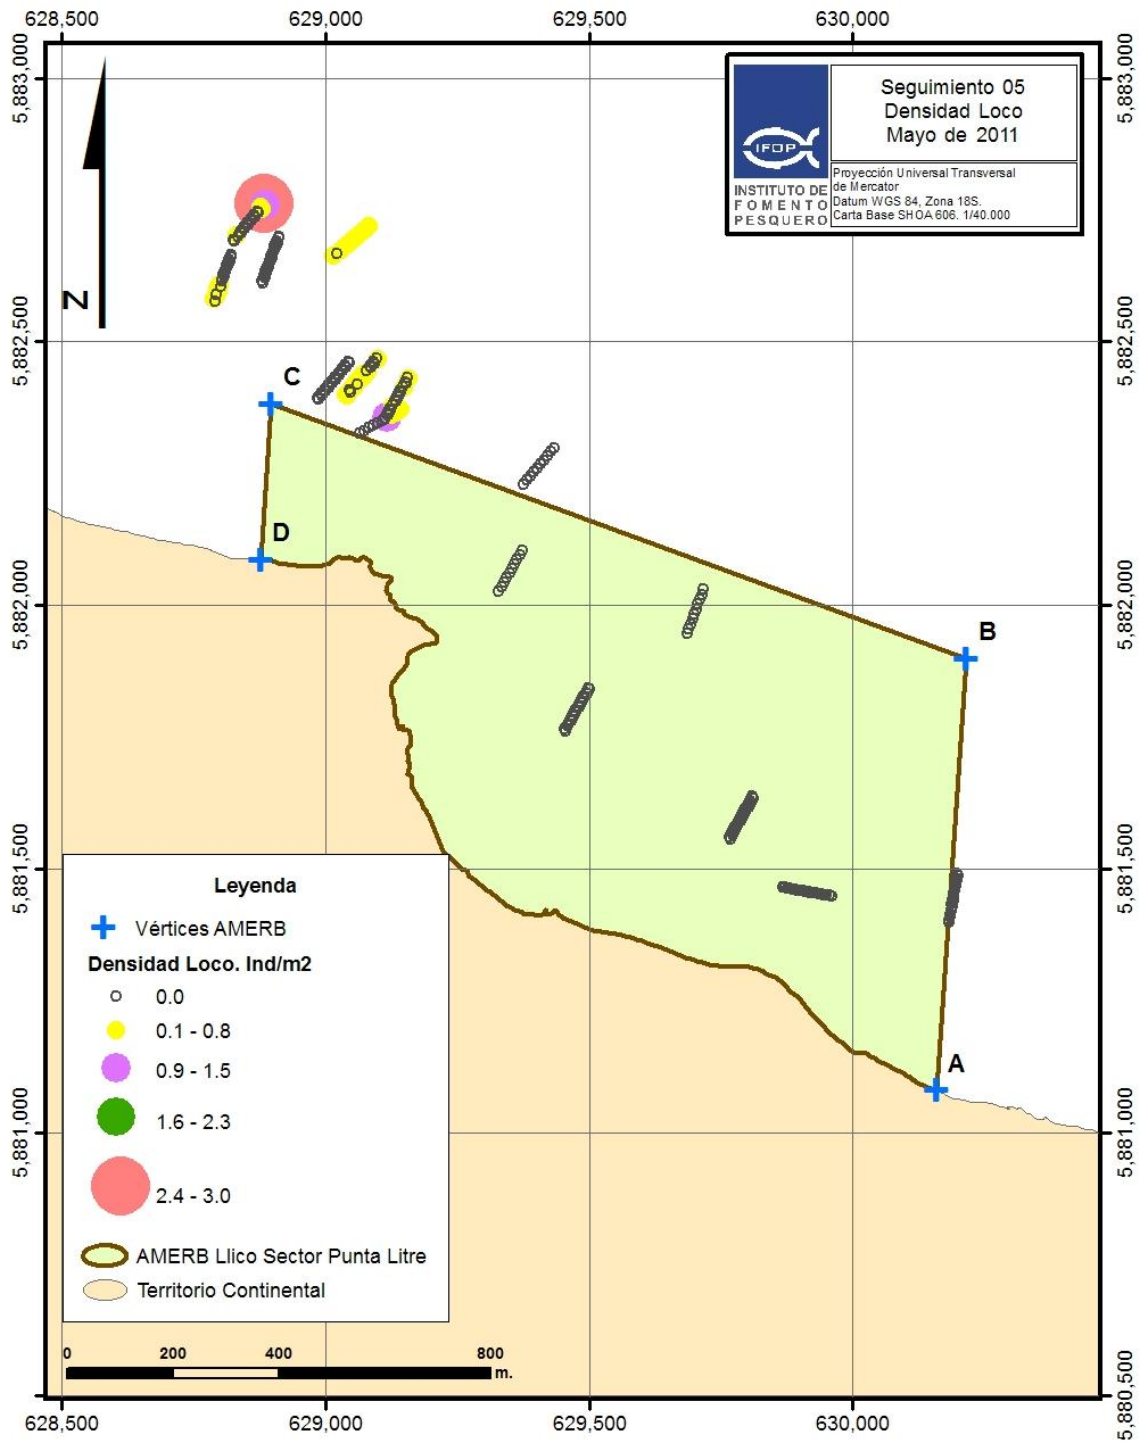 628,500 629,000 629,500 630,000
5,883,000
5,882,500
5,882,000
5,881,500
5,881,000
5,880,500
5,883,000
5,882,500
5,882,000
5,881,500
5,881,000
5,880,500
N
IFOP
INSTITUTO DE
FOMENTO
PESQUERO
Seguimiento 05
Densidad Loco
Mayo de 2011
Proyección Universal Transversal
de Mercator
Datum WGS 84, Zona 18S.
Carta Base SHOA 606. 1/40.000
C
D
B
A
Leyenda
Vértices AMERB
Densidad Loco. Ind/m2
0.0
0.1 - 0.8
0.9 - 1.5
1.6 - 2.3
2.4 - 3.0
AMERB Llico Sector Punta Litre
Territorio Continental
0 200 400 800
m.
628,500 629,000 629,500 630,000